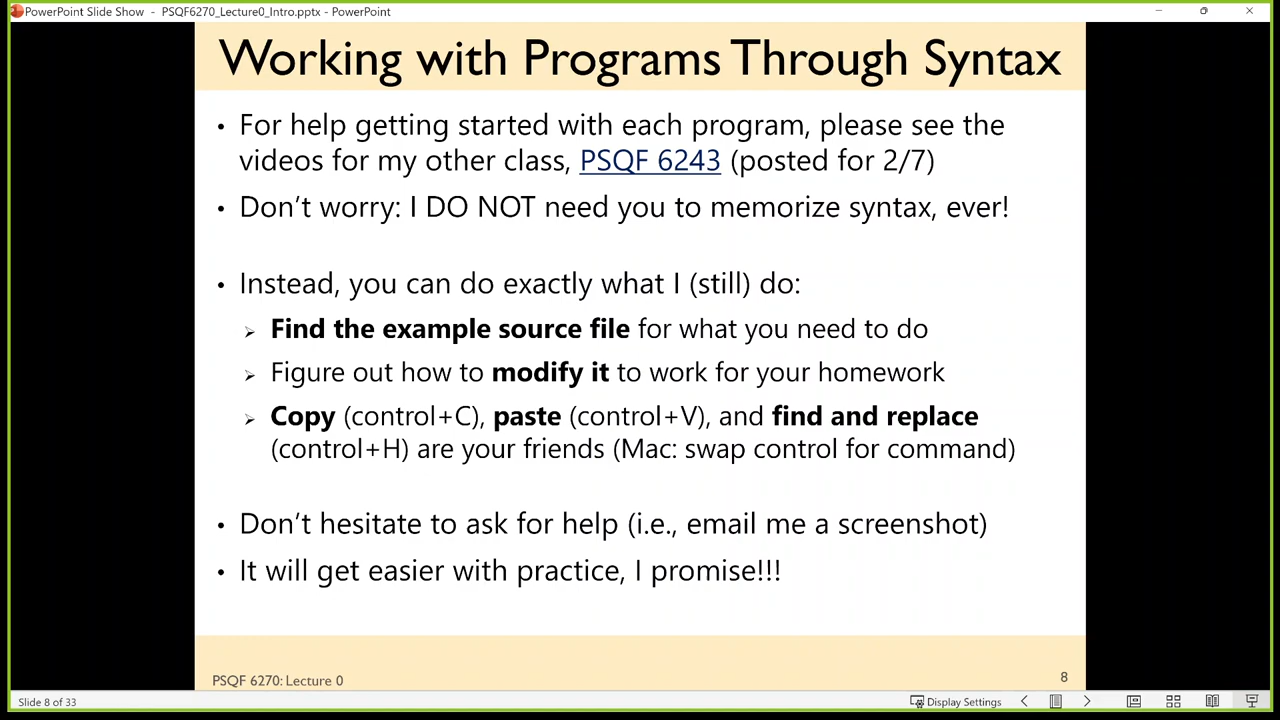 PowerPoint Slide Show - PSQF6270_Lecture0_Intro.pptx - PowerPoint
Working with Programs Through Syntax
• For help getting started with each program, please see the
videos for my other class, PSQF 6243 (posted for 2/7)
• Don't worry: I DO NOT need you to memorize syntax, ever!
• Instead, you can do exactly what I (still) do:
➢ Find the example source file for what you need to do
➢ Figure out how to modify it to work for your homework
➢ Copy (control+C), paste (control+V), and find and replace
(control+H) are your friends (Mac: swap control for command)
• Don't hesitate to ask for help (i.e., email me a screenshot)
• It will get easier with practice, I promise!!!
PSQF 6270: Lecture 0
8
Slide 8 of 33
Display Settings